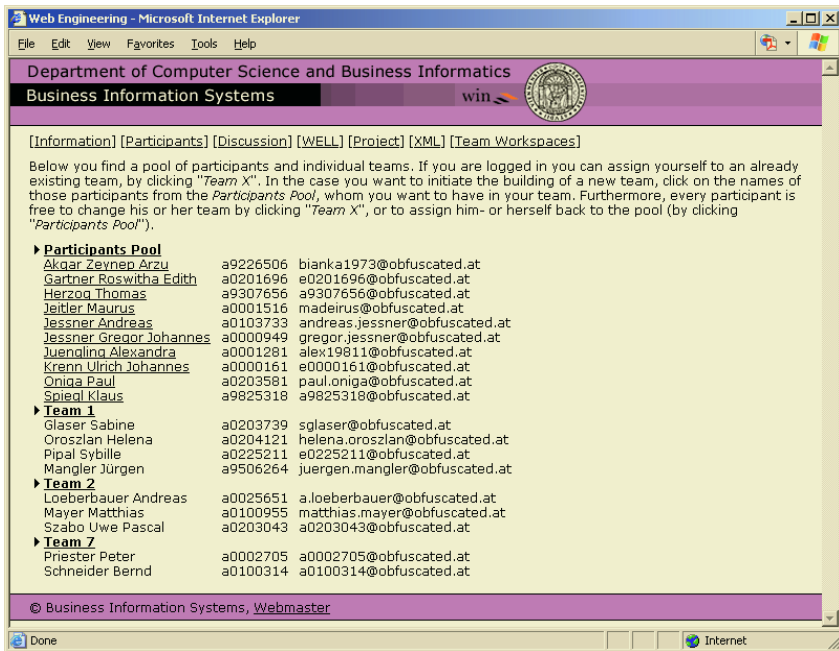 Web Engineering - Microsoft Internet Explorer
File Edit View Favorites Tools Help
Department of Computer Science and Business Informatics
Business Information Systems win
[Information] [Participants] [Discussion] [WELL] [Project] [XML] [Team Workspaces]
Below you find a pool of participants and individual teams. If you are logged in you can assign yourself to an already
existing team, by clicking "Team X". In the case you want to initiate the building of a new team, click on the names of
those participants from the Participants Pool, whom you want to have in your team. Furthermore, every participant is
free to change his or her team by clicking "Team X", or to assign him- or herself back to the pool (by clicking
"Participants Pool").
Participants Pool
Akgar Zeynep Arzu a9226506 bianka1973@obfuscated.at
Gartner Roswitha Edith a0201696 e0201696@obfuscated.at
Herzog Thomas a9307656 a9307656@obfuscated.at
Jeitler Maurus a0001516 madeirus@obfuscated.at
Jessner Andreas a0103733 andreas.jessner@obfuscated.at
Jessner Gregor Johannes a0000949 gregor.jessner@obfuscated.at
Juengling Alexandra a0001281 alex19811@obfuscated.at
Krenn Ulrich Johannes a0000161 e0000161@obfuscated.at
Oniga Paul a0203581 paul.oniga@obfuscated.at
Spiegl Klaus a9825318 a9825318@obfuscated.at
Team 1
Glaser Sabine a0203739 sglaser@obfuscated.at
Oroszlan Helena a0204121 helena.oroszlan@obfuscated.at
Pipal Sybille a0225211 e0225211@obfuscated.at
Mangler Jürgen a9506264 juergen.mangler@obfuscated.at
Team 2
Loeberbauer Andreas a0025651 a.loeberbauer@obfuscated.at
Mayer Matthias a0100955 matthias.mayer@obfuscated.at
Szabo Uwe Pascal a0203043 a0203043@obfuscated.at
Team 7
Priester Peter a0002705 a0002705@obfuscated.at
Schneider Bernd a0100314 a0100314@obfuscated.at
© Business Information Systems, Webmaster
Done Internet